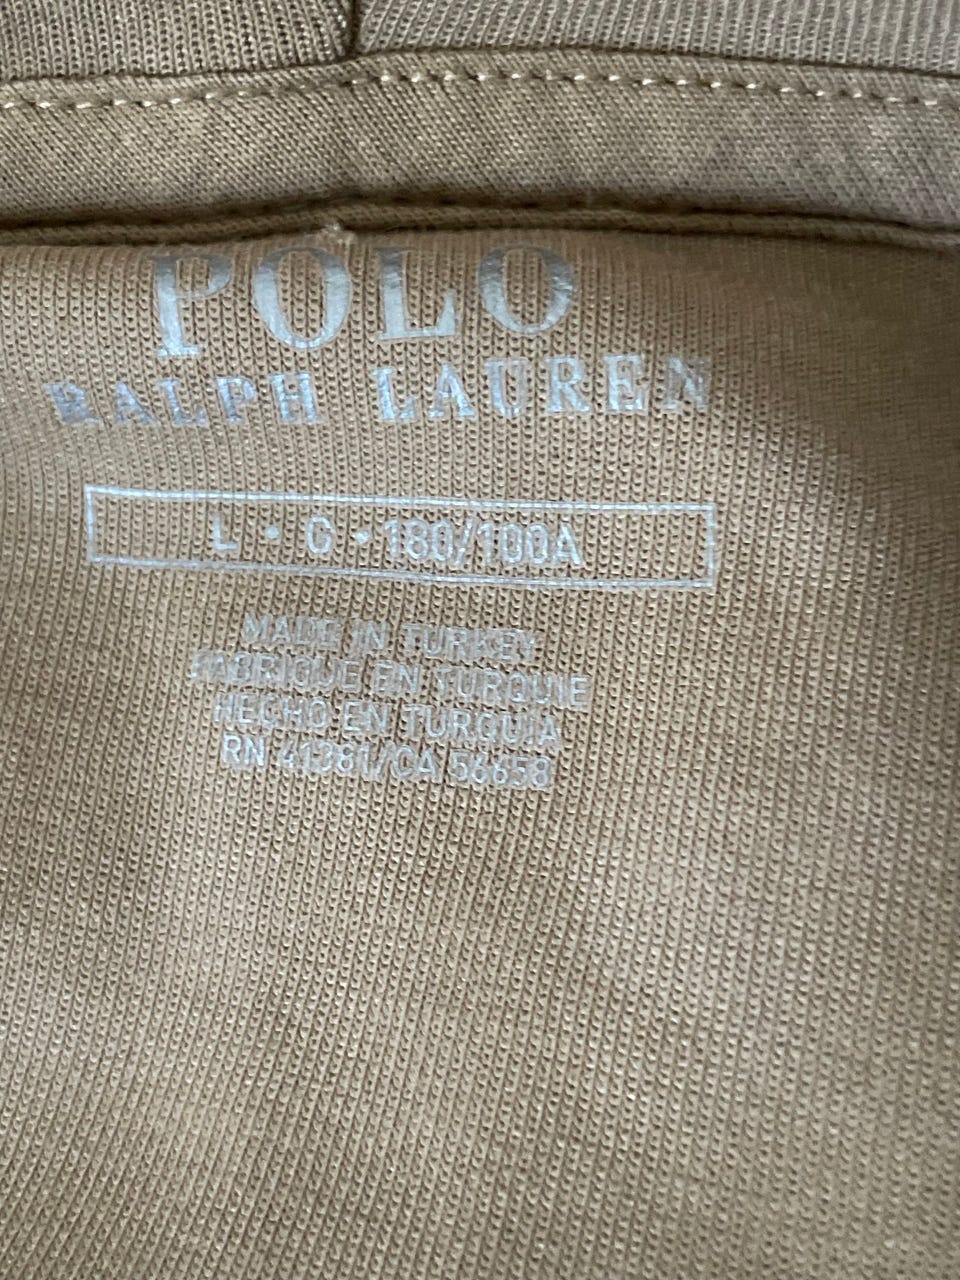 POLO
RALPH LAUREN
L • G • 180/100A
MADE IN TURKEY
FABRIQUE EN TURQUIE
HECHO EN TURQUIA
RN 41381/CA 56658